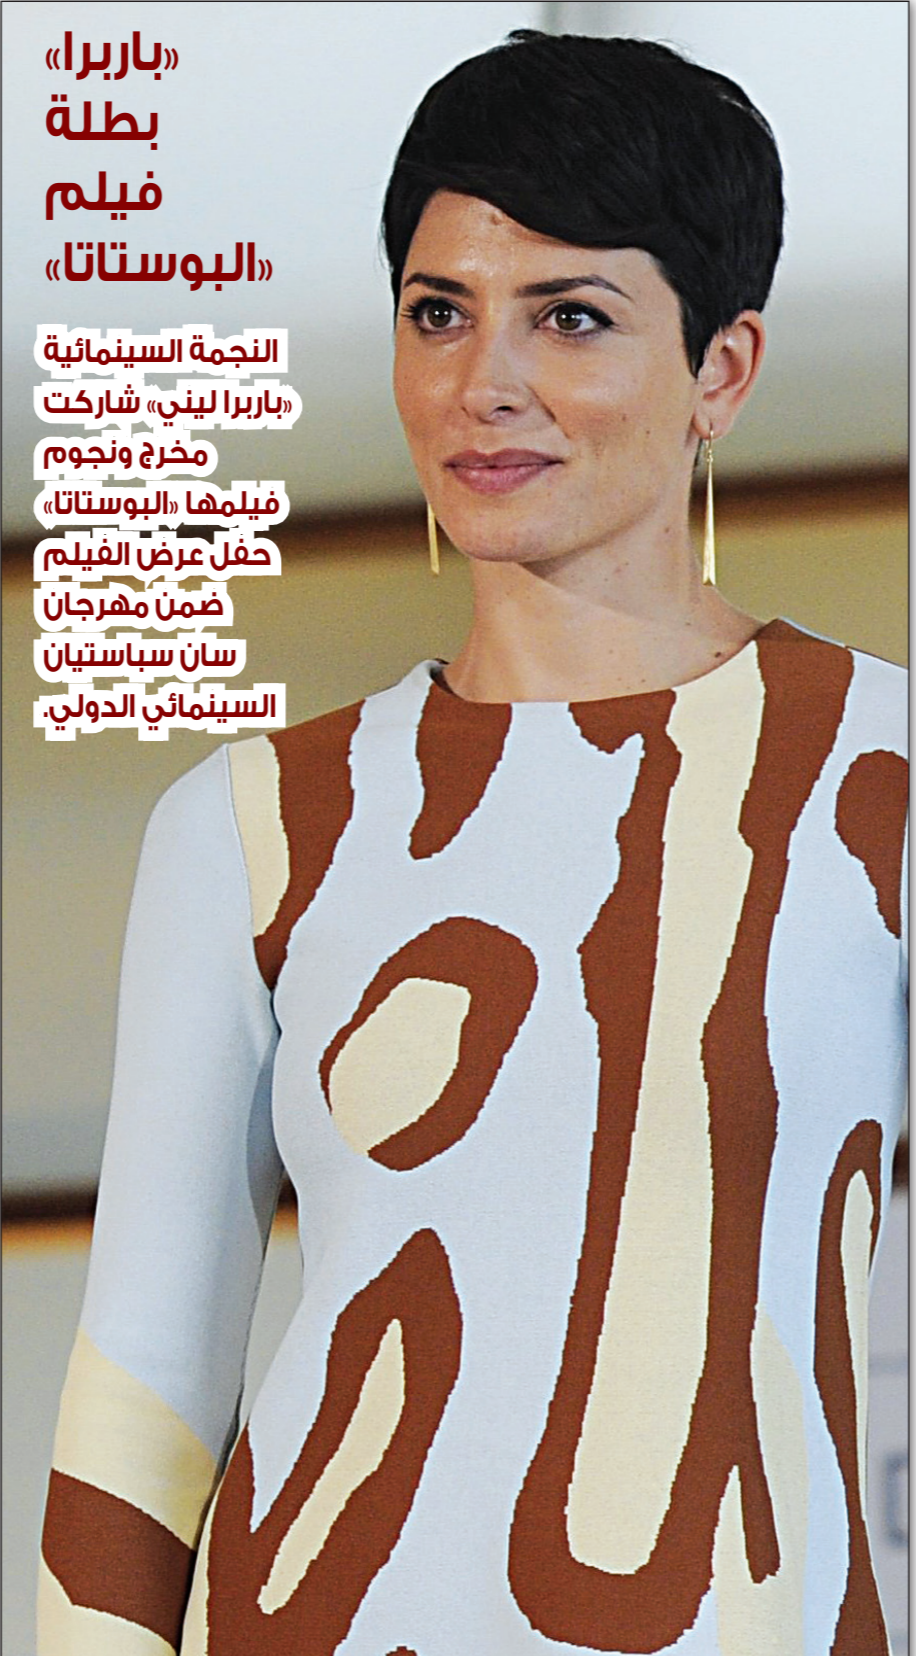 «باربرا»
بطلة
فيلم
«البوستاتا»
النجمة السينمائية
«باربرا ليني» شاركت
مخرج ونجوم
فيلمها «البوستاتا»
حفل عرض الفيلم
ضمن مهرجان
سان سباستيان
السينمائي الدولي.